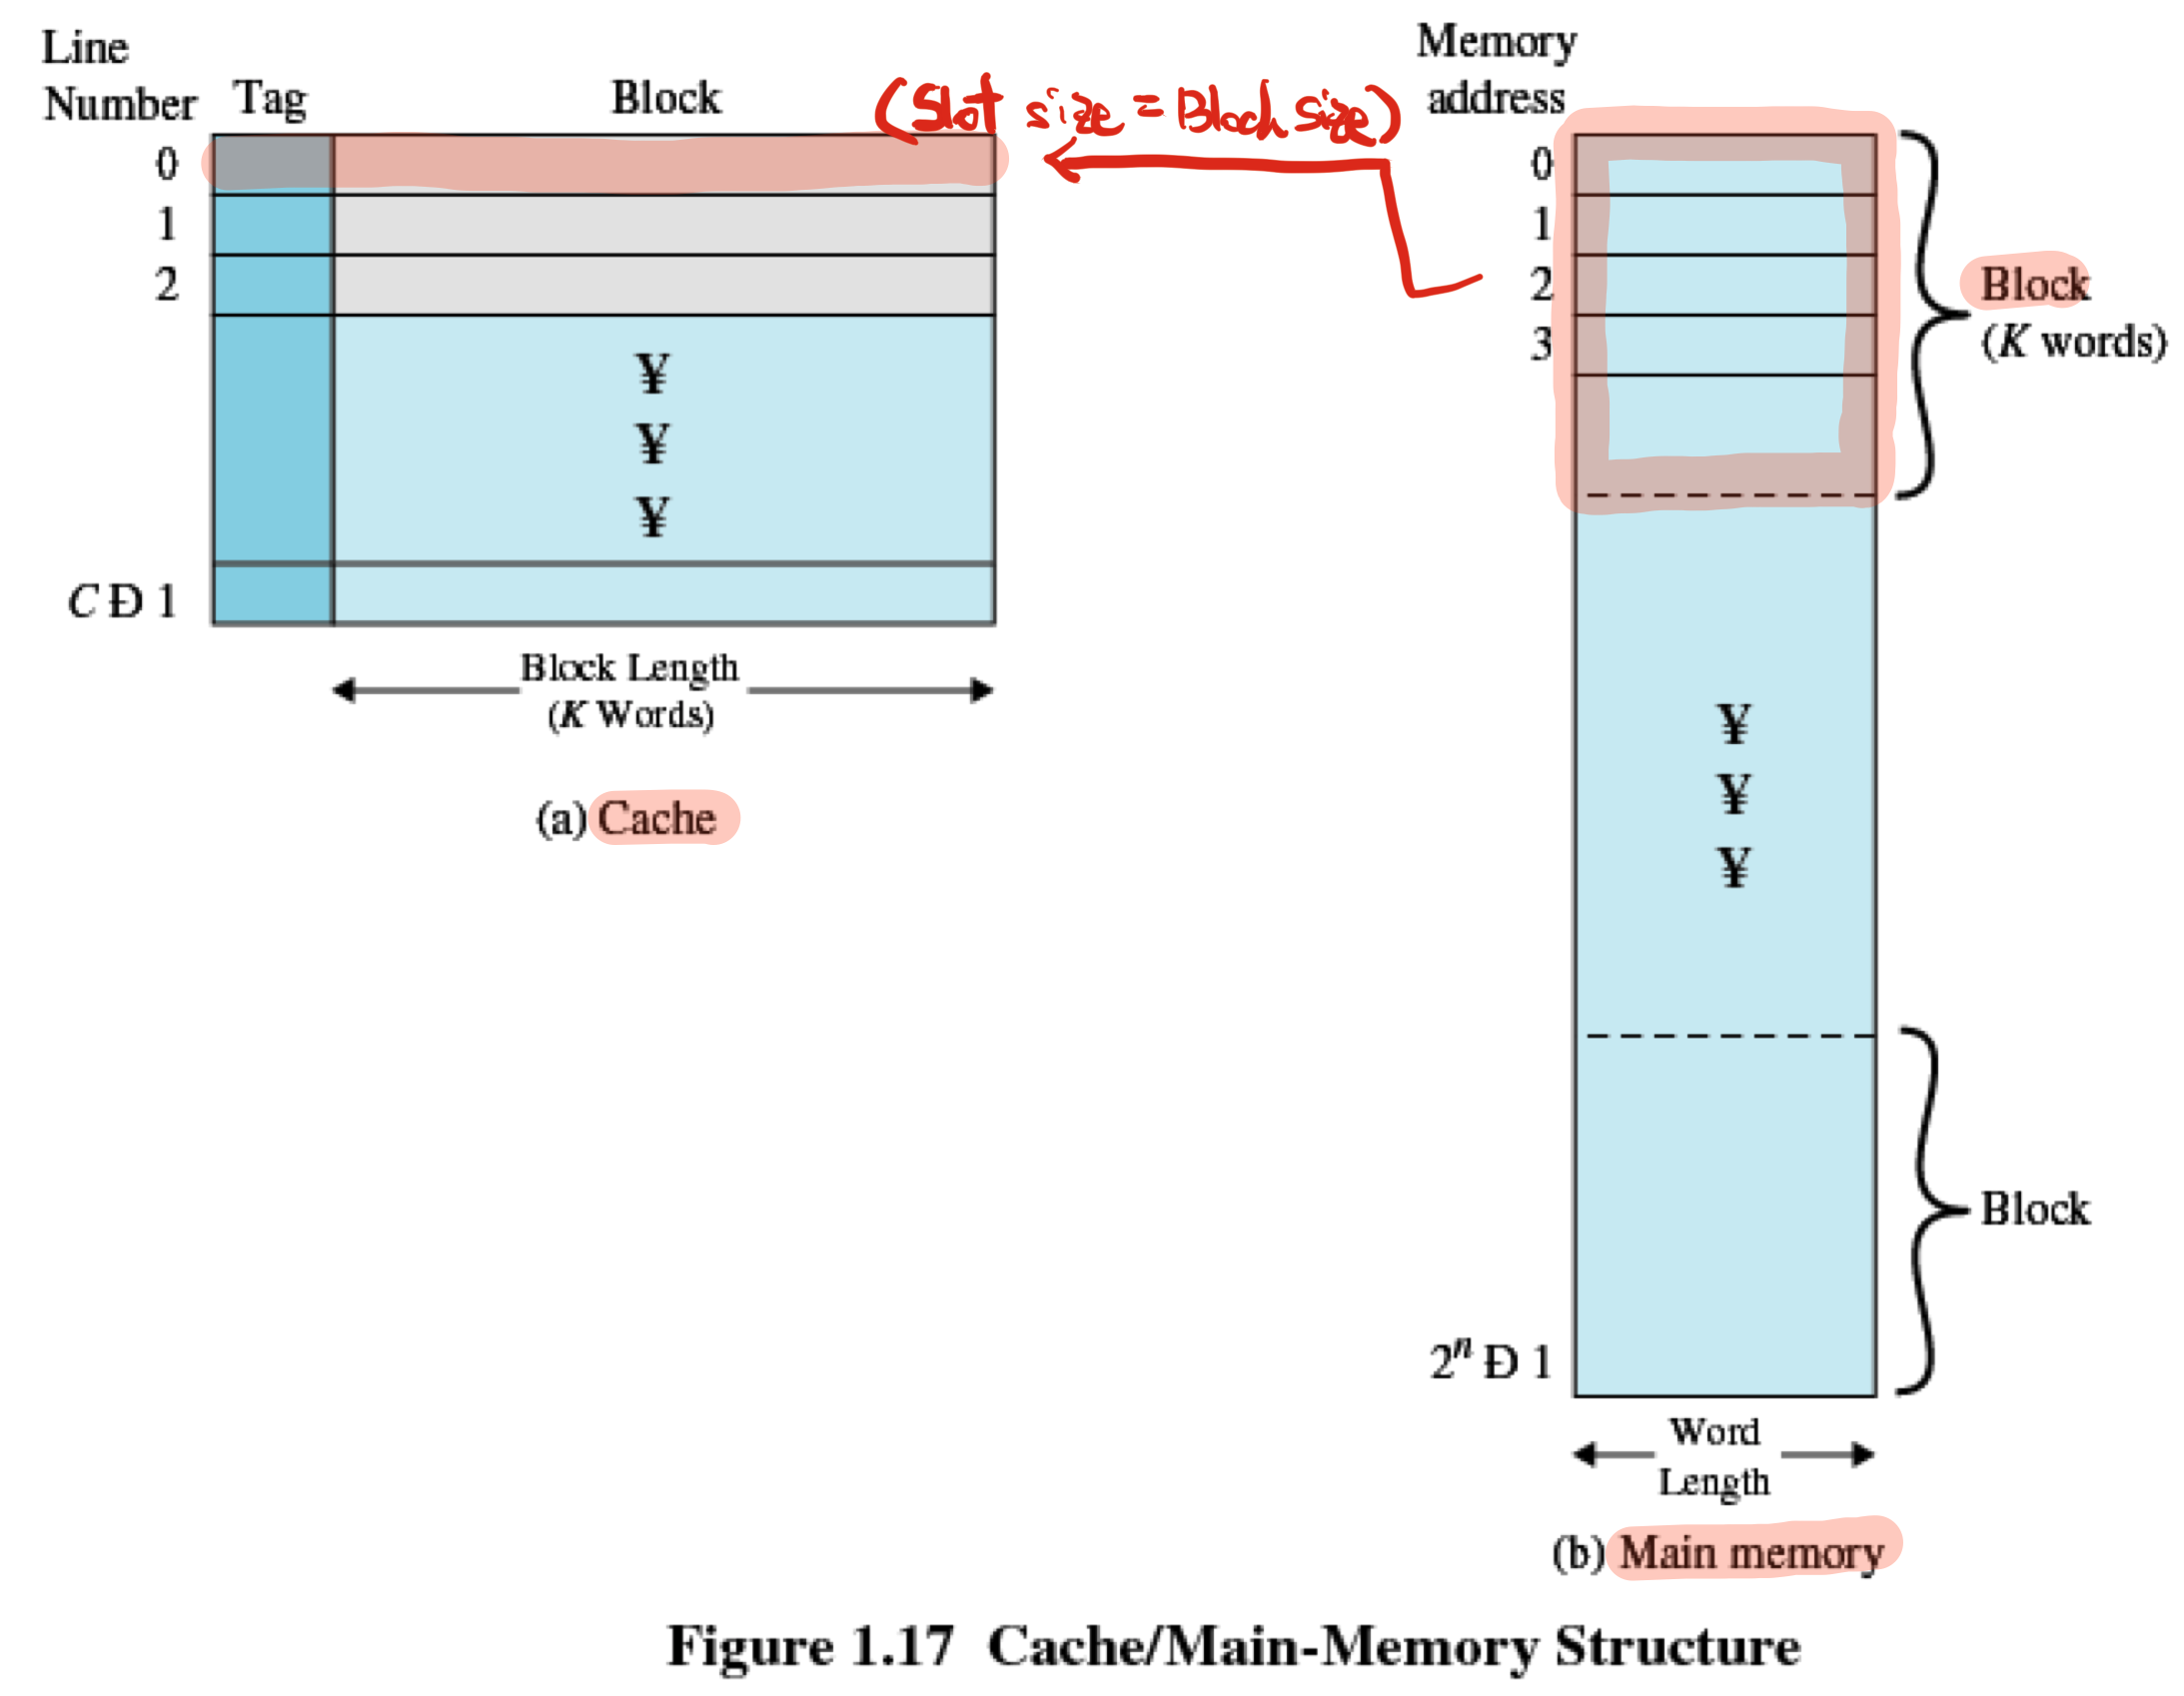 Line
Number
Tag
Block
(Slot size = Block size)
0
1
2
¥
¥
¥
C Ð 1
Block Length
(K Words)
(a) Cache
Memory
address
0
1
2
3
Block
(K words)
¥
¥
¥
Block
2ⁿ Ð 1
Word
Length
(b) Main memory
Figure 1.17 Cache/Main-Memory Structure